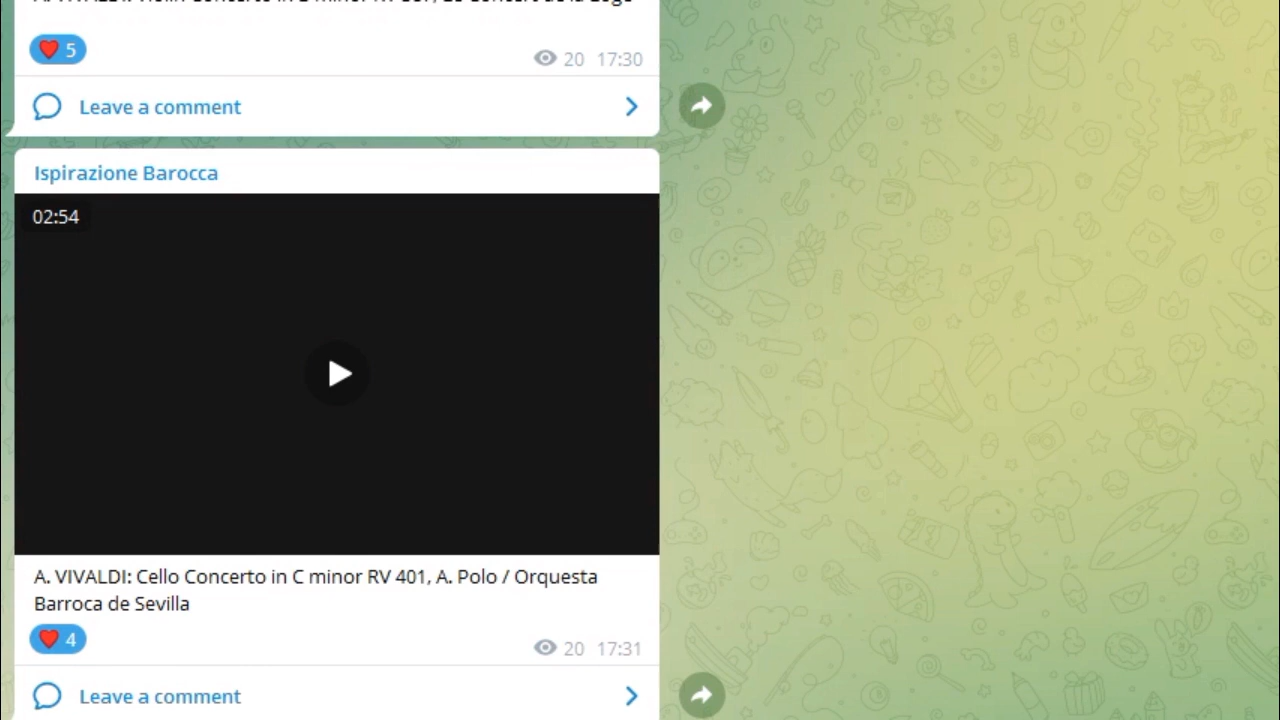 5
20 17:30
Leave a comment
Ispirazione Barocca
02:54
A. VIVALDI: Cello Concerto in C minor RV 401, A. Polo / Orquesta
Barroca de Sevilla
4
20 17:31
Leave a comment